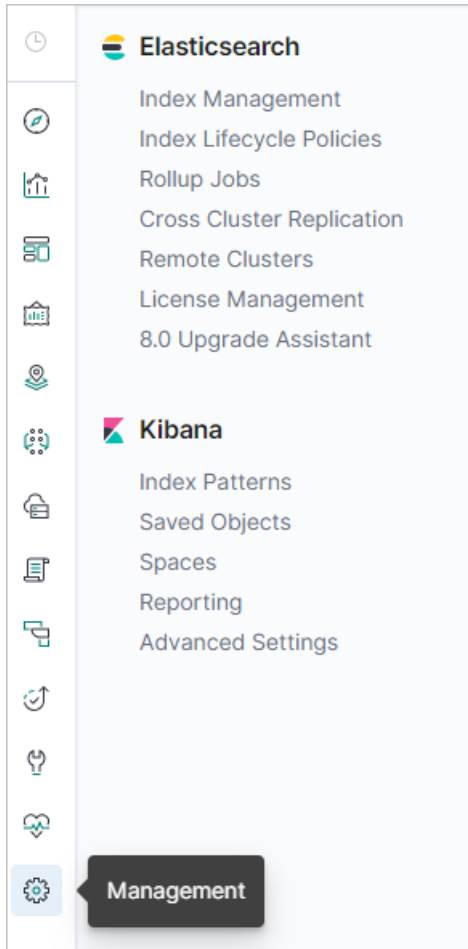 Elasticsearch
Index Management
Index Lifecycle Policies
Rollup Jobs
Cross Cluster Replication
Remote Clusters
License Management
8.0 Upgrade Assistant
Kibana
Index Patterns
Saved Objects
Spaces
Reporting
Advanced Settings
Management